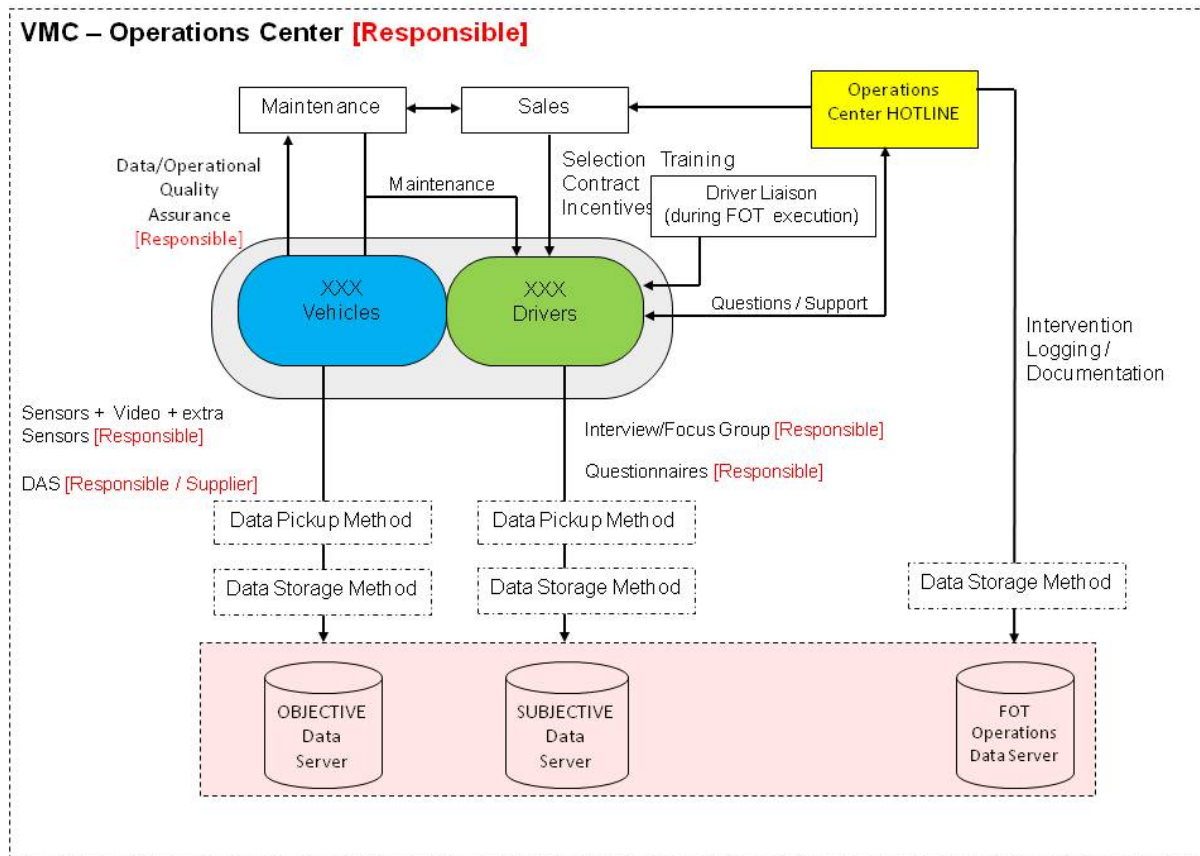 VMC – Operations Center [Responsible]
Maintenance
Sales
Operations
Center HOTLINE
Data/Operational
Quality
Assurance
[Responsible]
Maintenance
Selection Training
Contract
Incentives
Driver Liaison
(during FOT execution)
XXX
Vehicles
XXX
Drivers
Questions / Support
Intervention
Logging /
Documentation
Sensors + Video + extra
Sensors [Responsible]
DAS [Responsible / Supplier]
Interview/Focus Group [Responsible]
Questionnaires [Responsible]
Data Pickup Method
Data Pickup Method
Data Storage Method
Data Storage Method
Data Storage Method
OBJECTIVE
Data
Server
SUBJECTIVE
Data
Server
FOT
Operations
Data Server